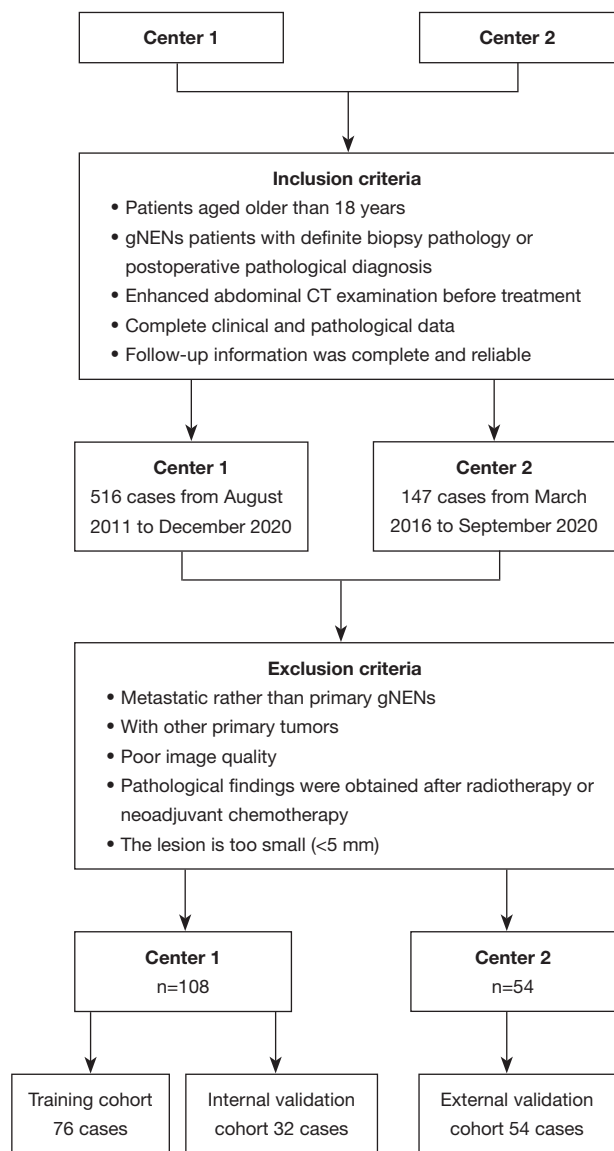 Center 1
Center 2
Inclusion criteria
• Patients aged older than 18 years
• gNENs patients with definite biopsy pathology or
postoperative pathological diagnosis
• Enhanced abdominal CT examination before treatment
• Complete clinical and pathological data
• Follow-up information was complete and reliable
Center 1
516 cases from August
2011 to December 2020
Center 2
147 cases from March
2016 to September 2020
Exclusion criteria
• Metastatic rather than primary gNENs
• With other primary tumors
• Poor image quality
• Pathological findings were obtained after radiotherapy or
neoadjuvant chemotherapy
• The lesion is too small (<5 mm)
Center 1
n=108
Center 2
n=54
Training cohort
76 cases
Internal validation
cohort 32 cases
External validation
cohort 54 cases